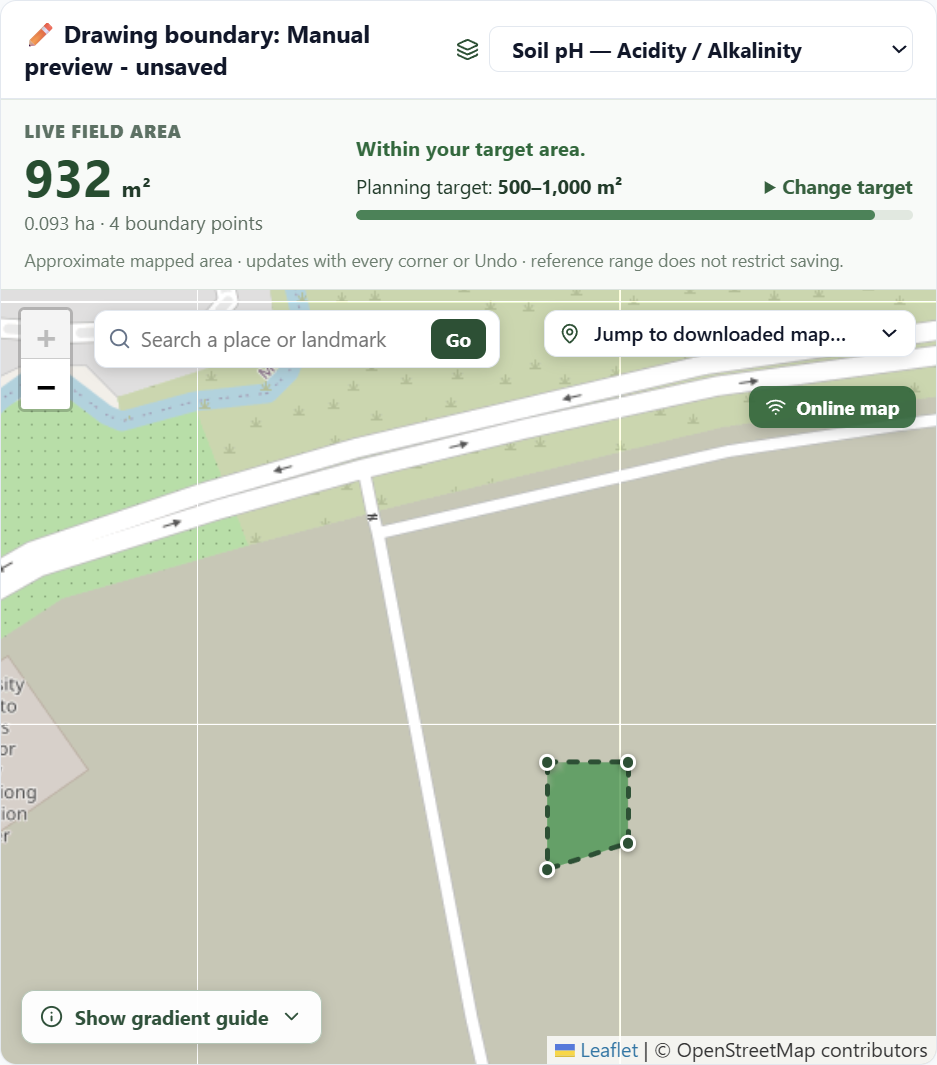 Drawing boundary: Manual
preview - unsaved
Soil pH — Acidity / Alkalinity
LIVE FIELD AREA
932 m²
0.093 ha · 4 boundary points
Within your target area.
Planning target: 500–1,000 m²
Change target
Approximate mapped area · updates with every corner or Undo · reference range does not restrict saving.
+
−
Search a place or landmark
Go
Jump to downloaded map...
Online map
Show gradient guide
Leaflet | © OpenStreetMap contributors